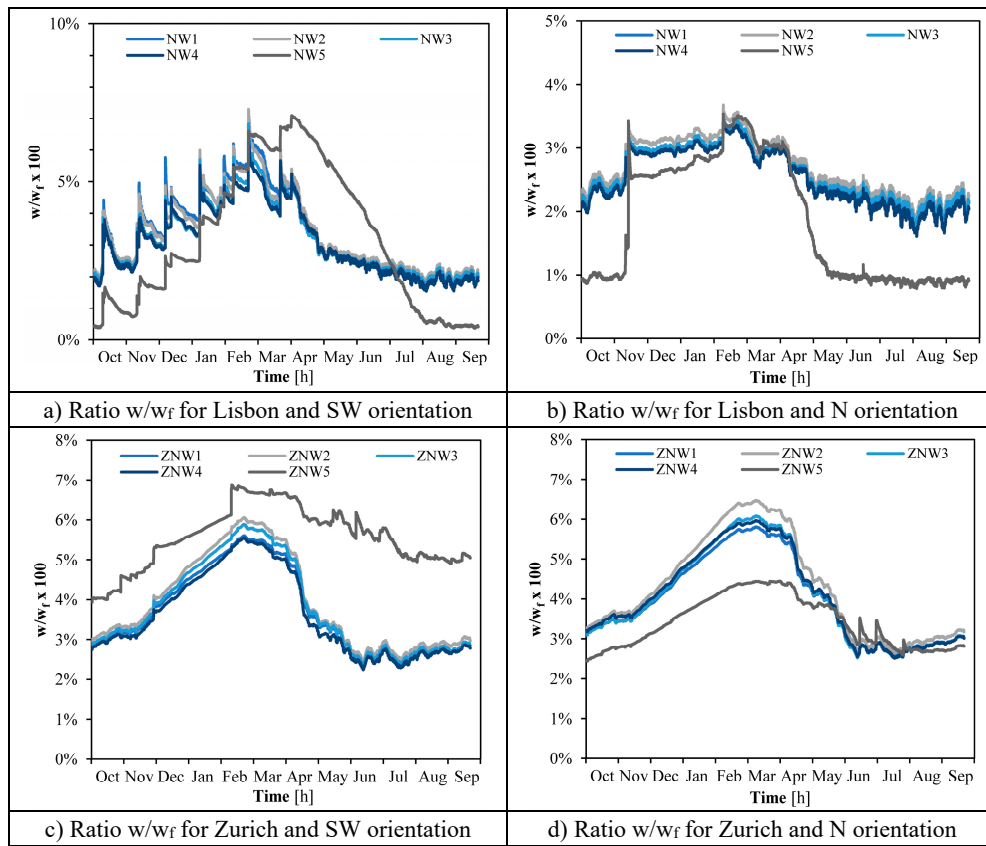 10%
5%
0%
w/wf x 100
NW1 NW2 NW3
NW4 NW5
Oct Nov Dec Jan Feb Mar Apr May Jun Jul Aug Sep
Time [h]
a) Ratio w/wf for Lisbon and SW orientation
5%
4%
3%
2%
1%
0%
w/wf x 100
NW1 NW2 NW3
NW4 NW5
Oct Nov Dec Jan Feb Mar Apr May Jun Jul Aug Sep
Time [h]
b) Ratio w/wf for Lisbon and N orientation
8%
7%
6%
5%
4%
3%
2%
1%
0%
w/wf x 100
ZNW1 ZNW2 ZNW3
ZNW4 ZNW5
Oct Nov Dec Jan Feb Mar Apr May Jun Jul Aug Sep
Time [h]
c) Ratio w/wf for Zurich and SW orientation
8%
7%
6%
5%
4%
3%
2%
1%
0%
w/wf x 100
ZNW1 ZNW2 ZNW3
ZNW4 ZNW5
Oct Nov Dec Jan Feb Mar Apr May Jun Jul Aug Sep
Time [h]
d) Ratio w/wf for Zurich and N orientation